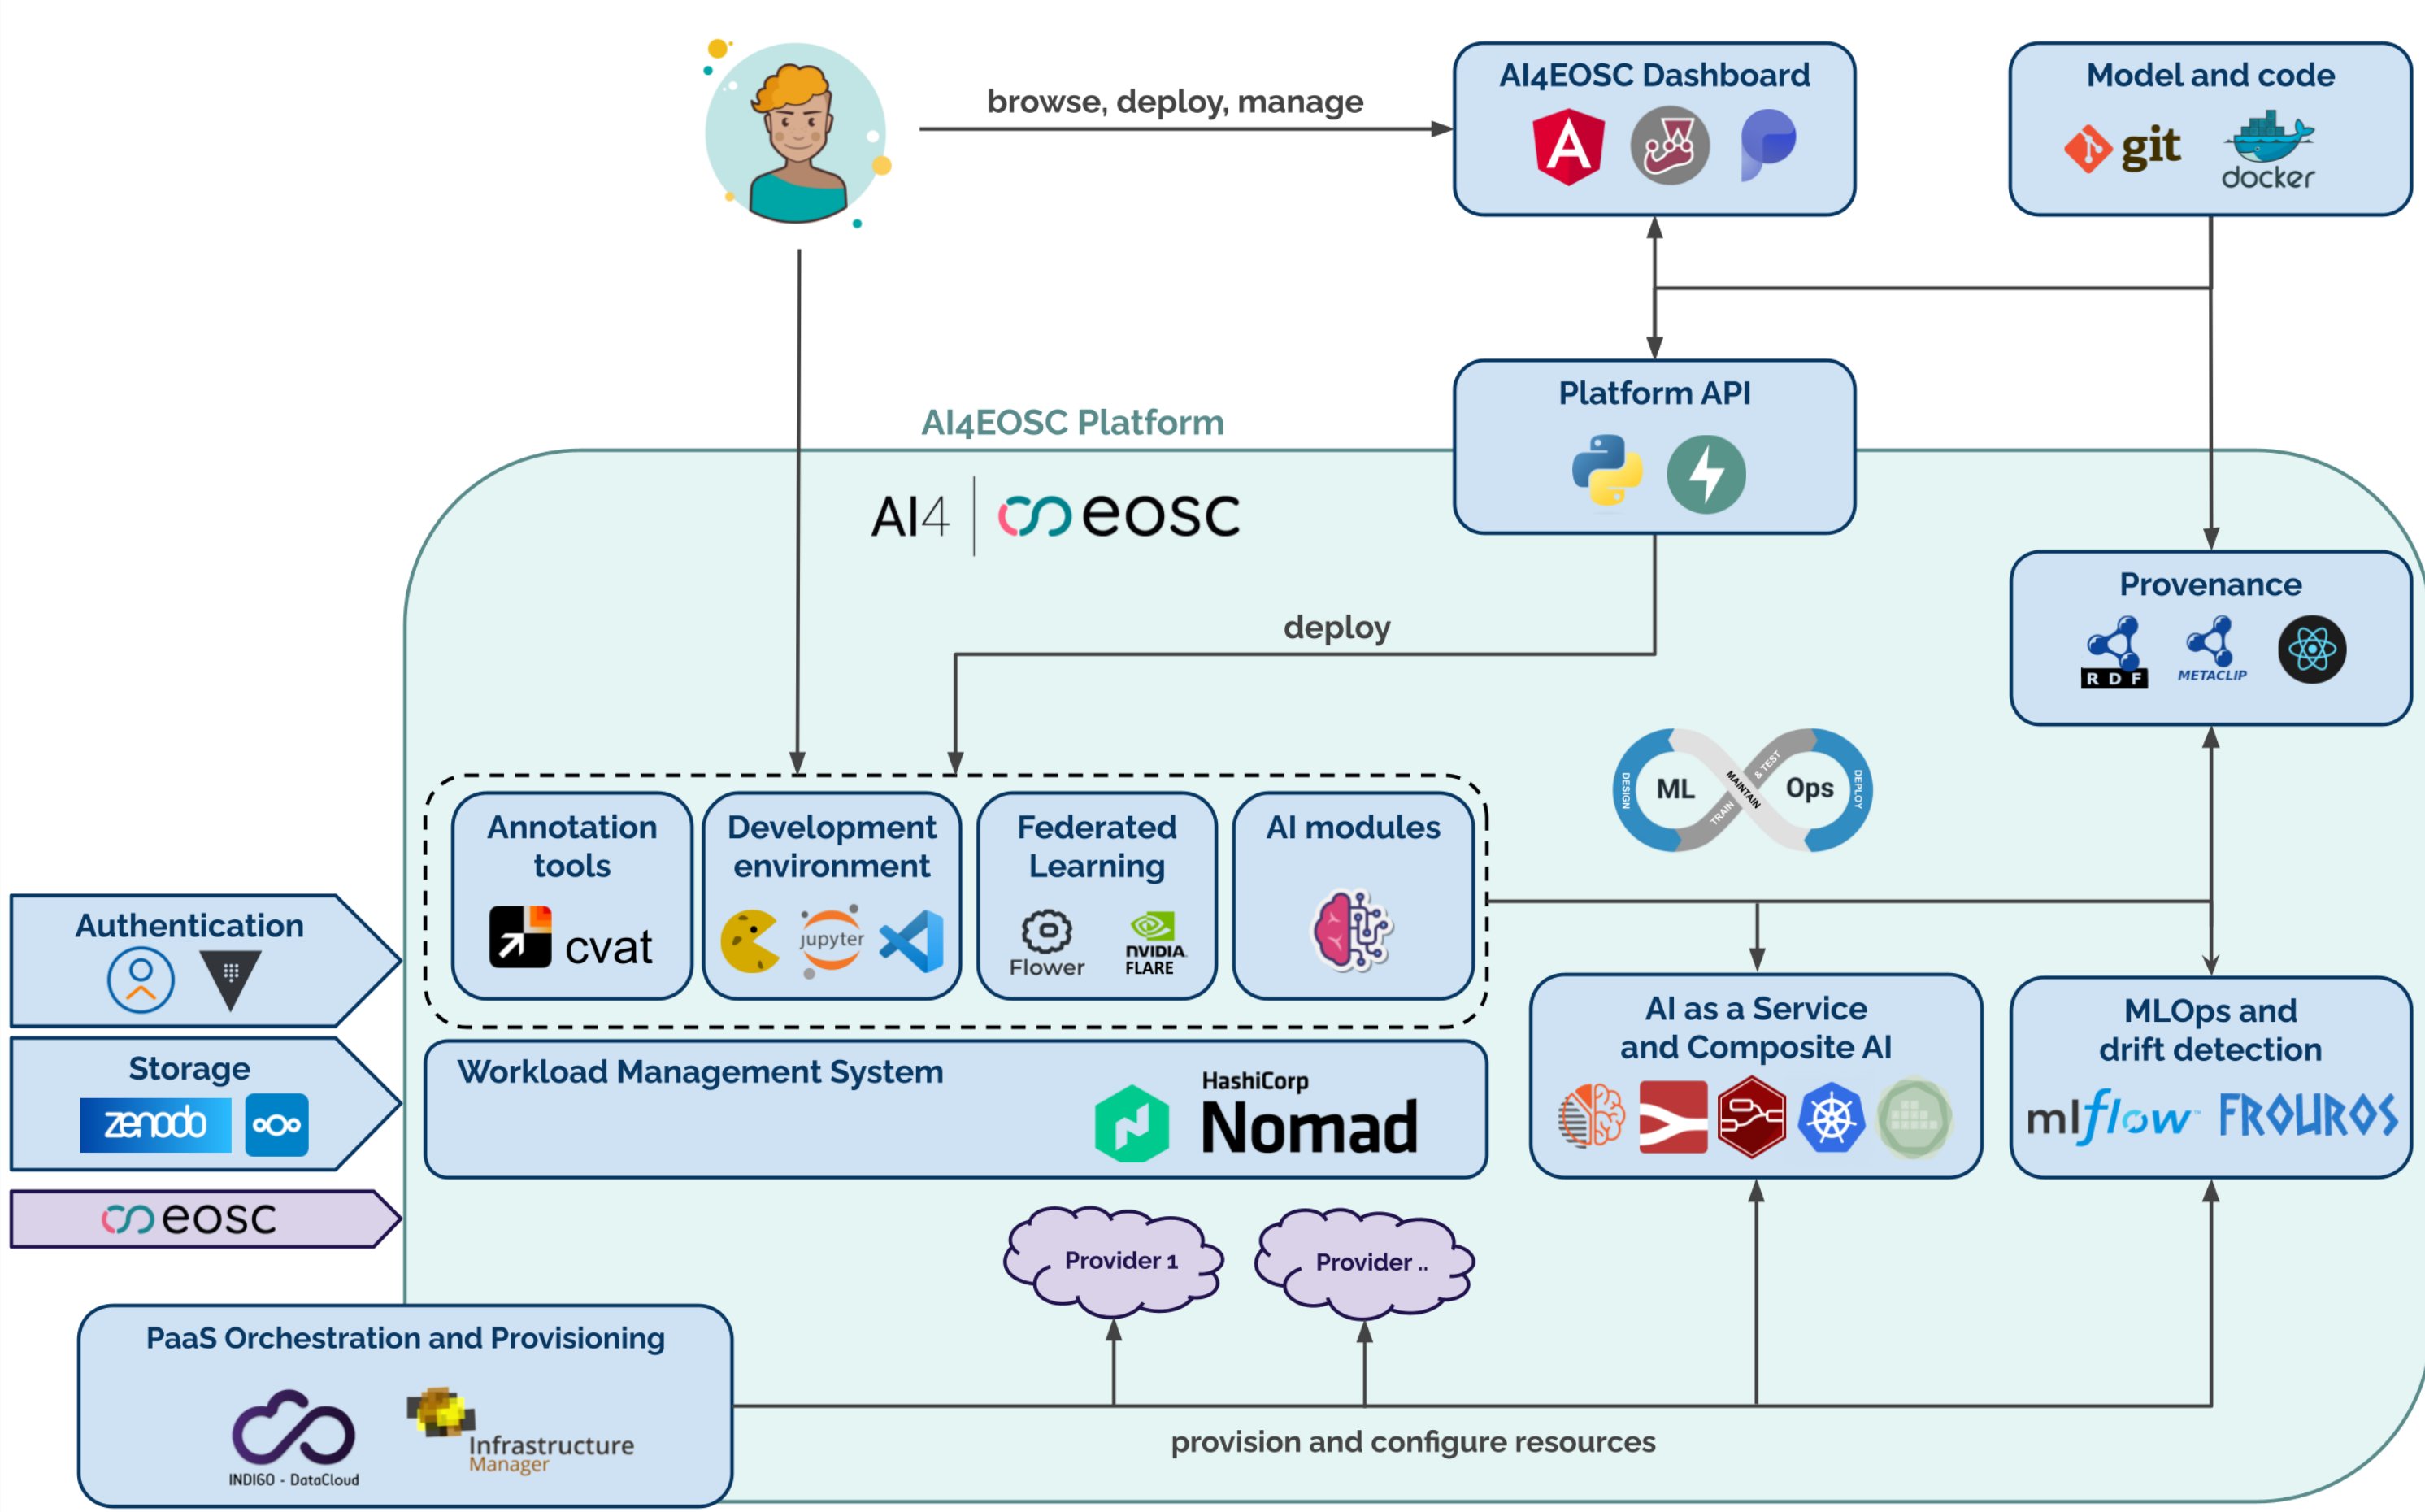 browse, deploy, manage
AI4EOSC Dashboard
Model and code
git
docker
Platform API
AI4EOSC Platform
AI4
eosc
deploy
Provenance
RDF
METACLIP
ML
Ops
DESIGN
TRAIN
& TEST
MAINTAIN
DEPLOY
Annotation
tools
cvat
Development
environment
jupyter
Federated
Learning
Flower
NVIDIA
FLARE
AI modules
Authentication
Storage
zenodo
eosc
Workload Management System
HashiCorp
Nomad
AI as a Service
and Composite AI
MLOps and
drift detection
mlflow™
FROUROS
Provider 1
Provider ..
PaaS Orchestration and Provisioning
INDIGO - DataCloud
Infrastructure
Manager
provision and configure resources